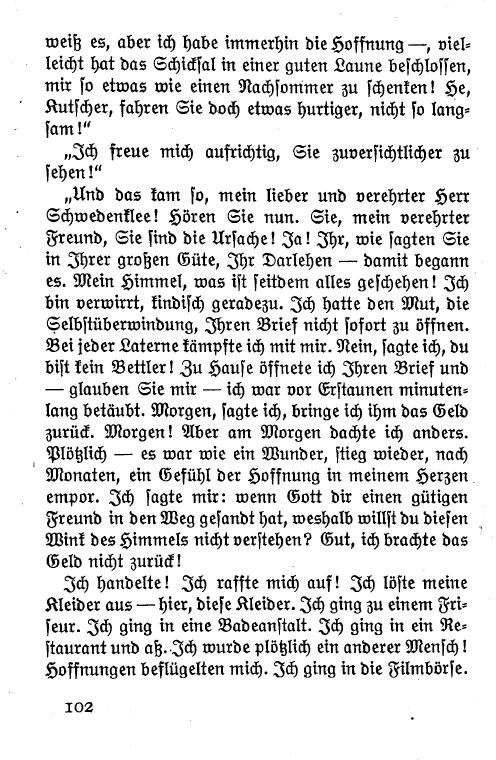 weiß es, aber ich habe immerhin die Hoffnung —, viel-
leicht hat das Schicksal in einer guten Laune beschlossen,
mir so etwas wie einen Nachsommer zu schenken! He,
Kutscher, fahren Sie doch etwas hurtiger, nicht so lang-
sam!“
„Ich freue mich aufrichtig, Sie zuversichtlicher zu
sehen!“
„Und das kam so, mein lieber und verehrter Herr
Schwedenklee! Hören Sie nun. Sie, mein verehrter
Freund, Sie sind die Ursache! Ja! Ihr, wie sagten Sie
in Ihrer großen Güte, Ihr Darlehen — damit begann
es. Mein Himmel, was ist seitdem alles geschehen! Ich
bin verwirrt, kindisch geradezu. Ich hatte den Mut, die
Selbstüberwindung, Ihren Brief nicht sofort zu öffnen.
Bei jeder Laterne kämpfte ich mit mir. Nein, sagte ich, du
bist kein Bettler! Zu Hause öffnete ich Ihren Brief und
— glauben Sie mir — ich war vor Erstaunen minuten-
lang betäubt. Morgen, sagte ich, bringe ich ihm das Geld
zurück. Morgen! Aber am Morgen dachte ich anders.
Plötzlich — es war wie ein Wunder, stieg wieder, nach
Monaten, ein Gefühl der Hoffnung in meinem Herzen
empor. Ich sagte mir: wenn Gott dir einen gütigen
Freund in den Weg gesandt hat, weshalb willst du diesen
Wink des Himmels nicht verstehen? Gut, ich brachte das
Geld nicht zurück!
Ich handelte! Ich raffte mich auf! Ich löste meine
Kleider aus — hier, diese Kleider. Ich ging zu einem Fri-
seur. Ich ging in eine Badeanstalt. Ich ging in ein Re-
staurant und aß. Ich wurde plötzlich ein anderer Mensch!
Hoffnungen beflügelten mich. Ich ging in die Filmbörse.
102